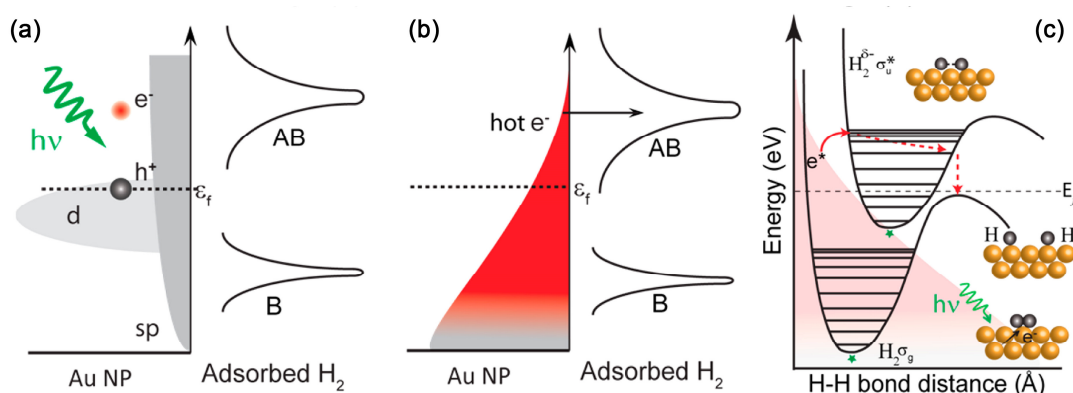 (a)
e⁻
hν
h⁺
d
ε_f
sp
AB
B
Au NP
Adsorbed H₂
(b)
hot e⁻
ε_f
AB
B
Au NP
Adsorbed H₂
(c)
H₂^δ⁻ σ_u*
e*
Energy (eV)
H H
hν
e⁻
H₂σ_g
H-H bond distance (Å)